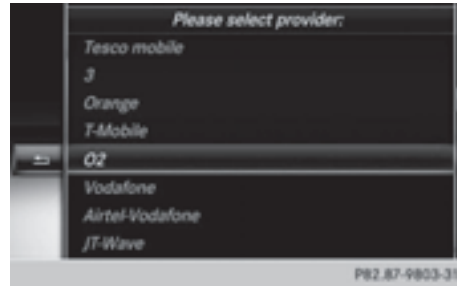 Please select provider:
Tesco mobile
3
Orange
T-Mobile
O2
Vodafone
Airtel-Vodafone
JT-Wave
P82.87-9803-31